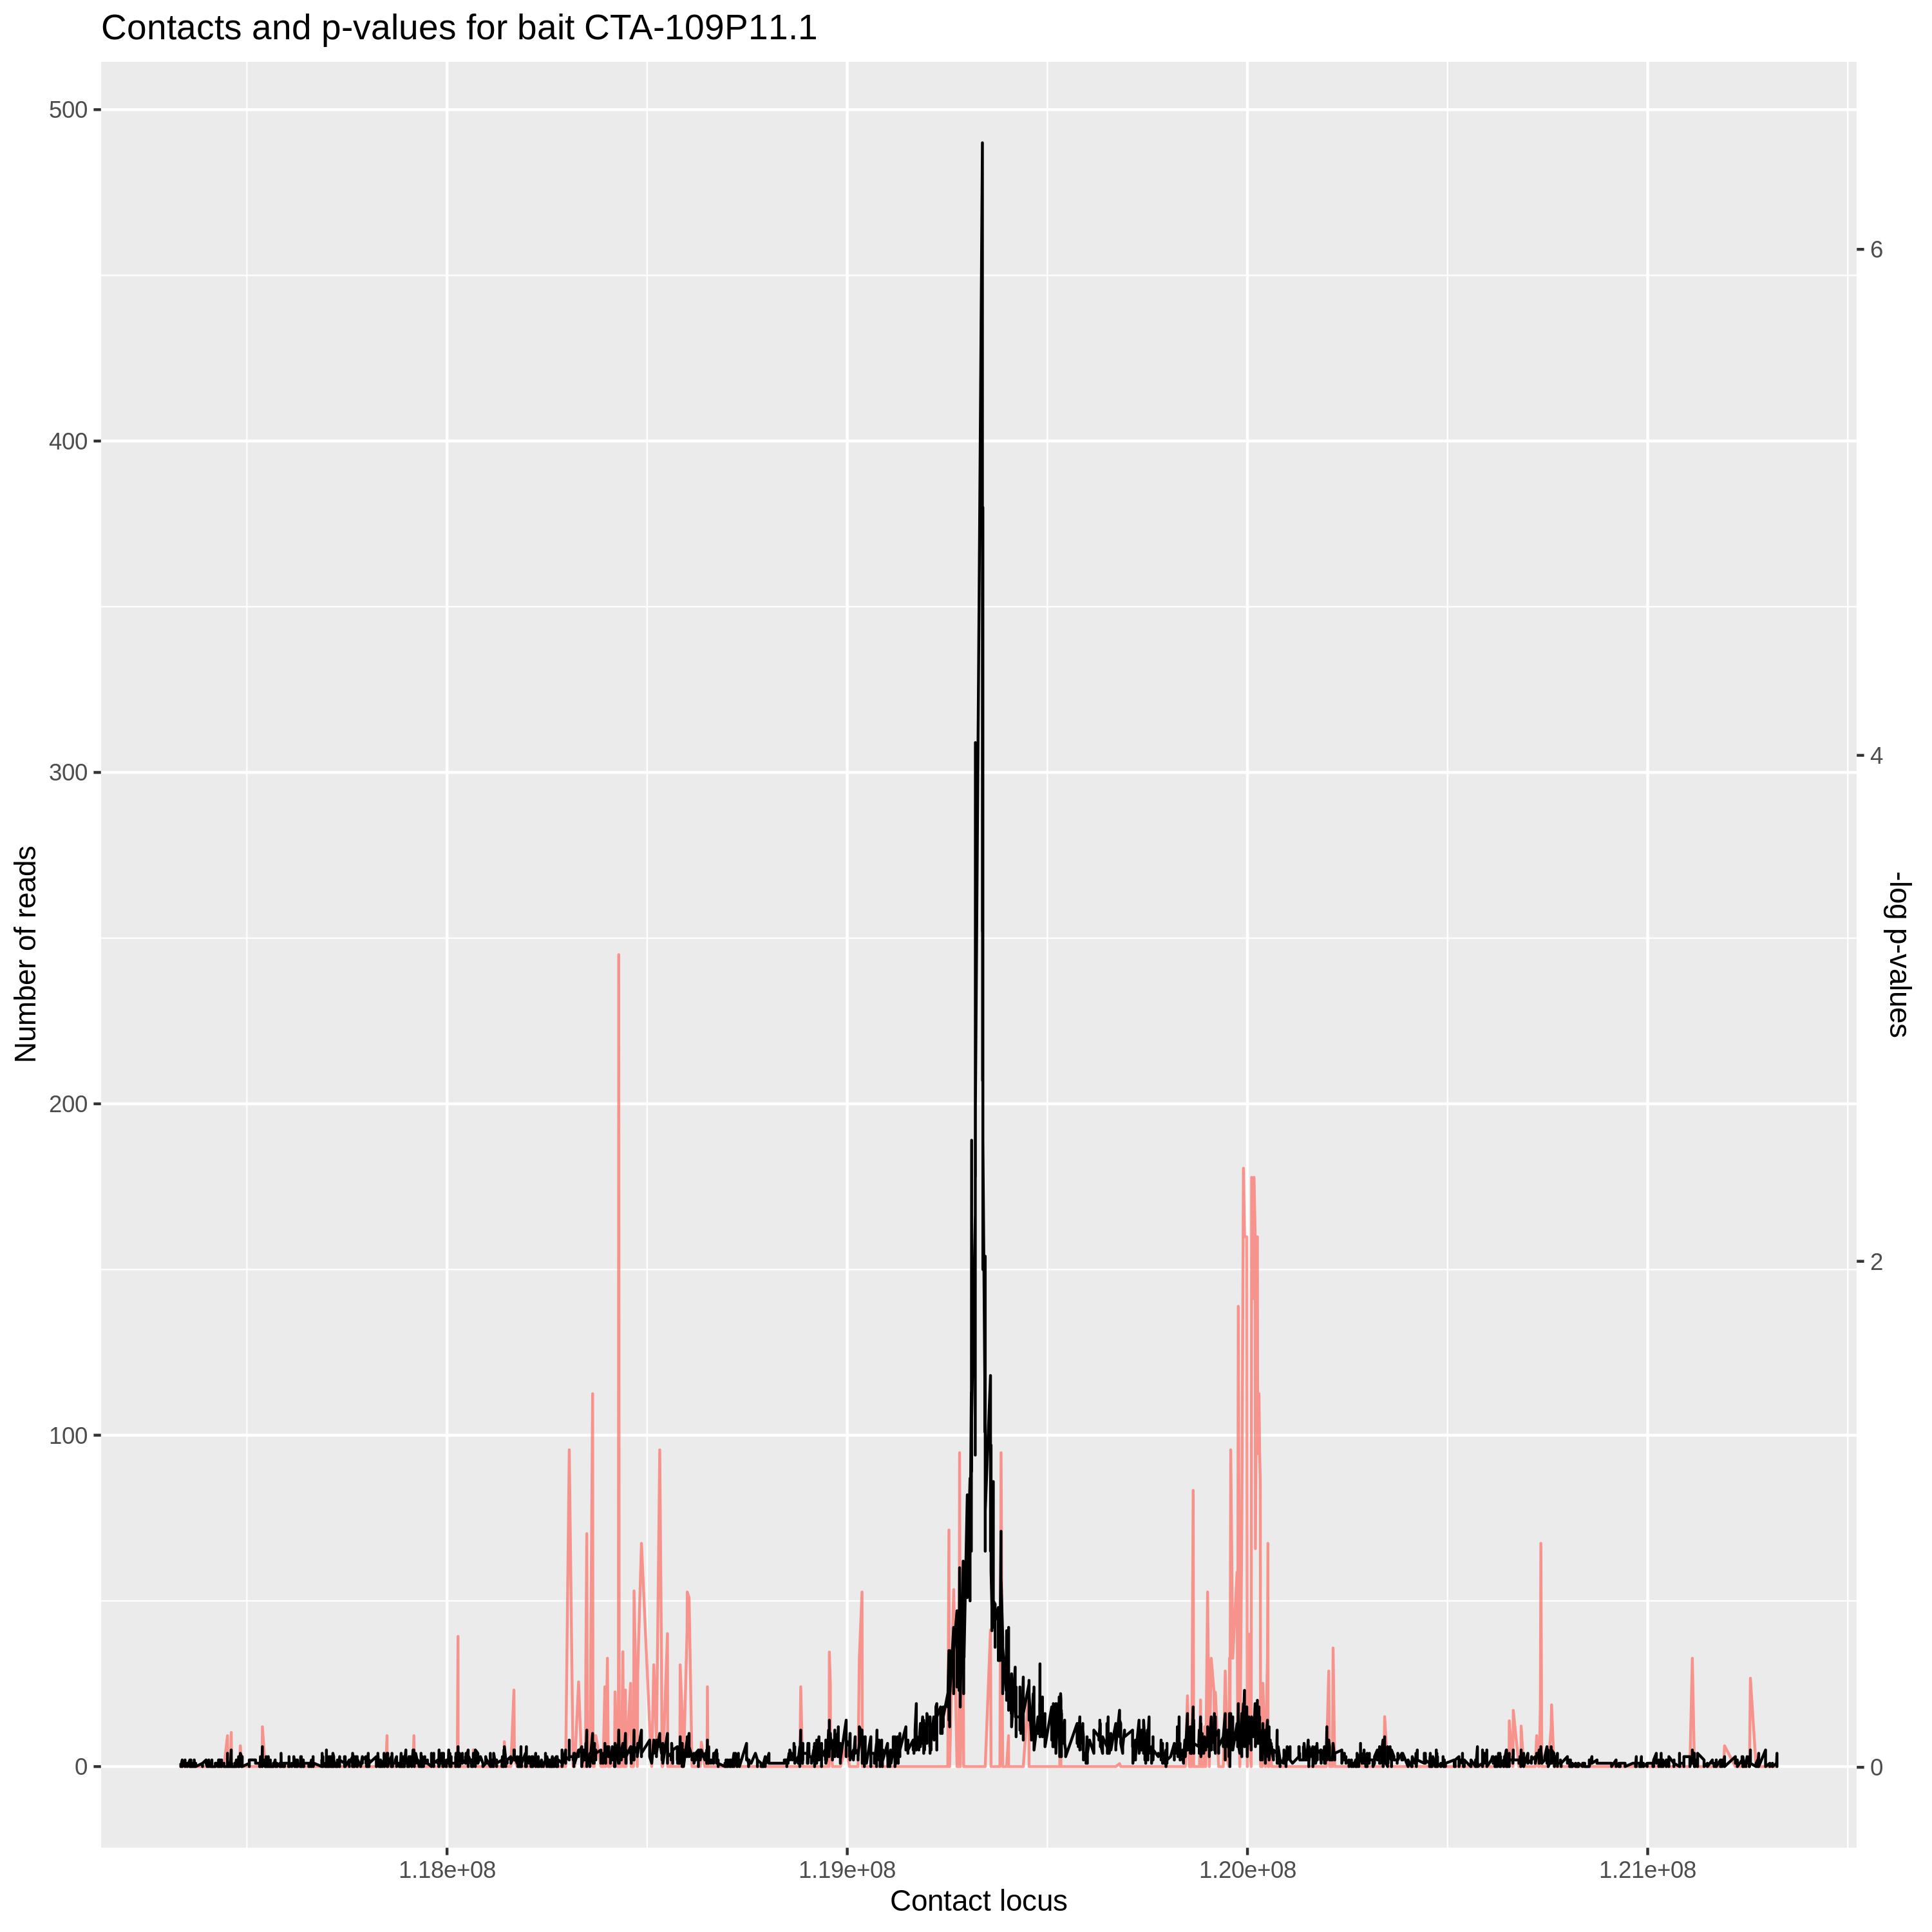 Contacts and p-values for bait CTA-109P11.1
500
400
300
200
100
0
Number of reads
6
4
2
0
-log p-values
1.18e+08
1.19e+08
1.20e+08
1.21e+08
Contact locus